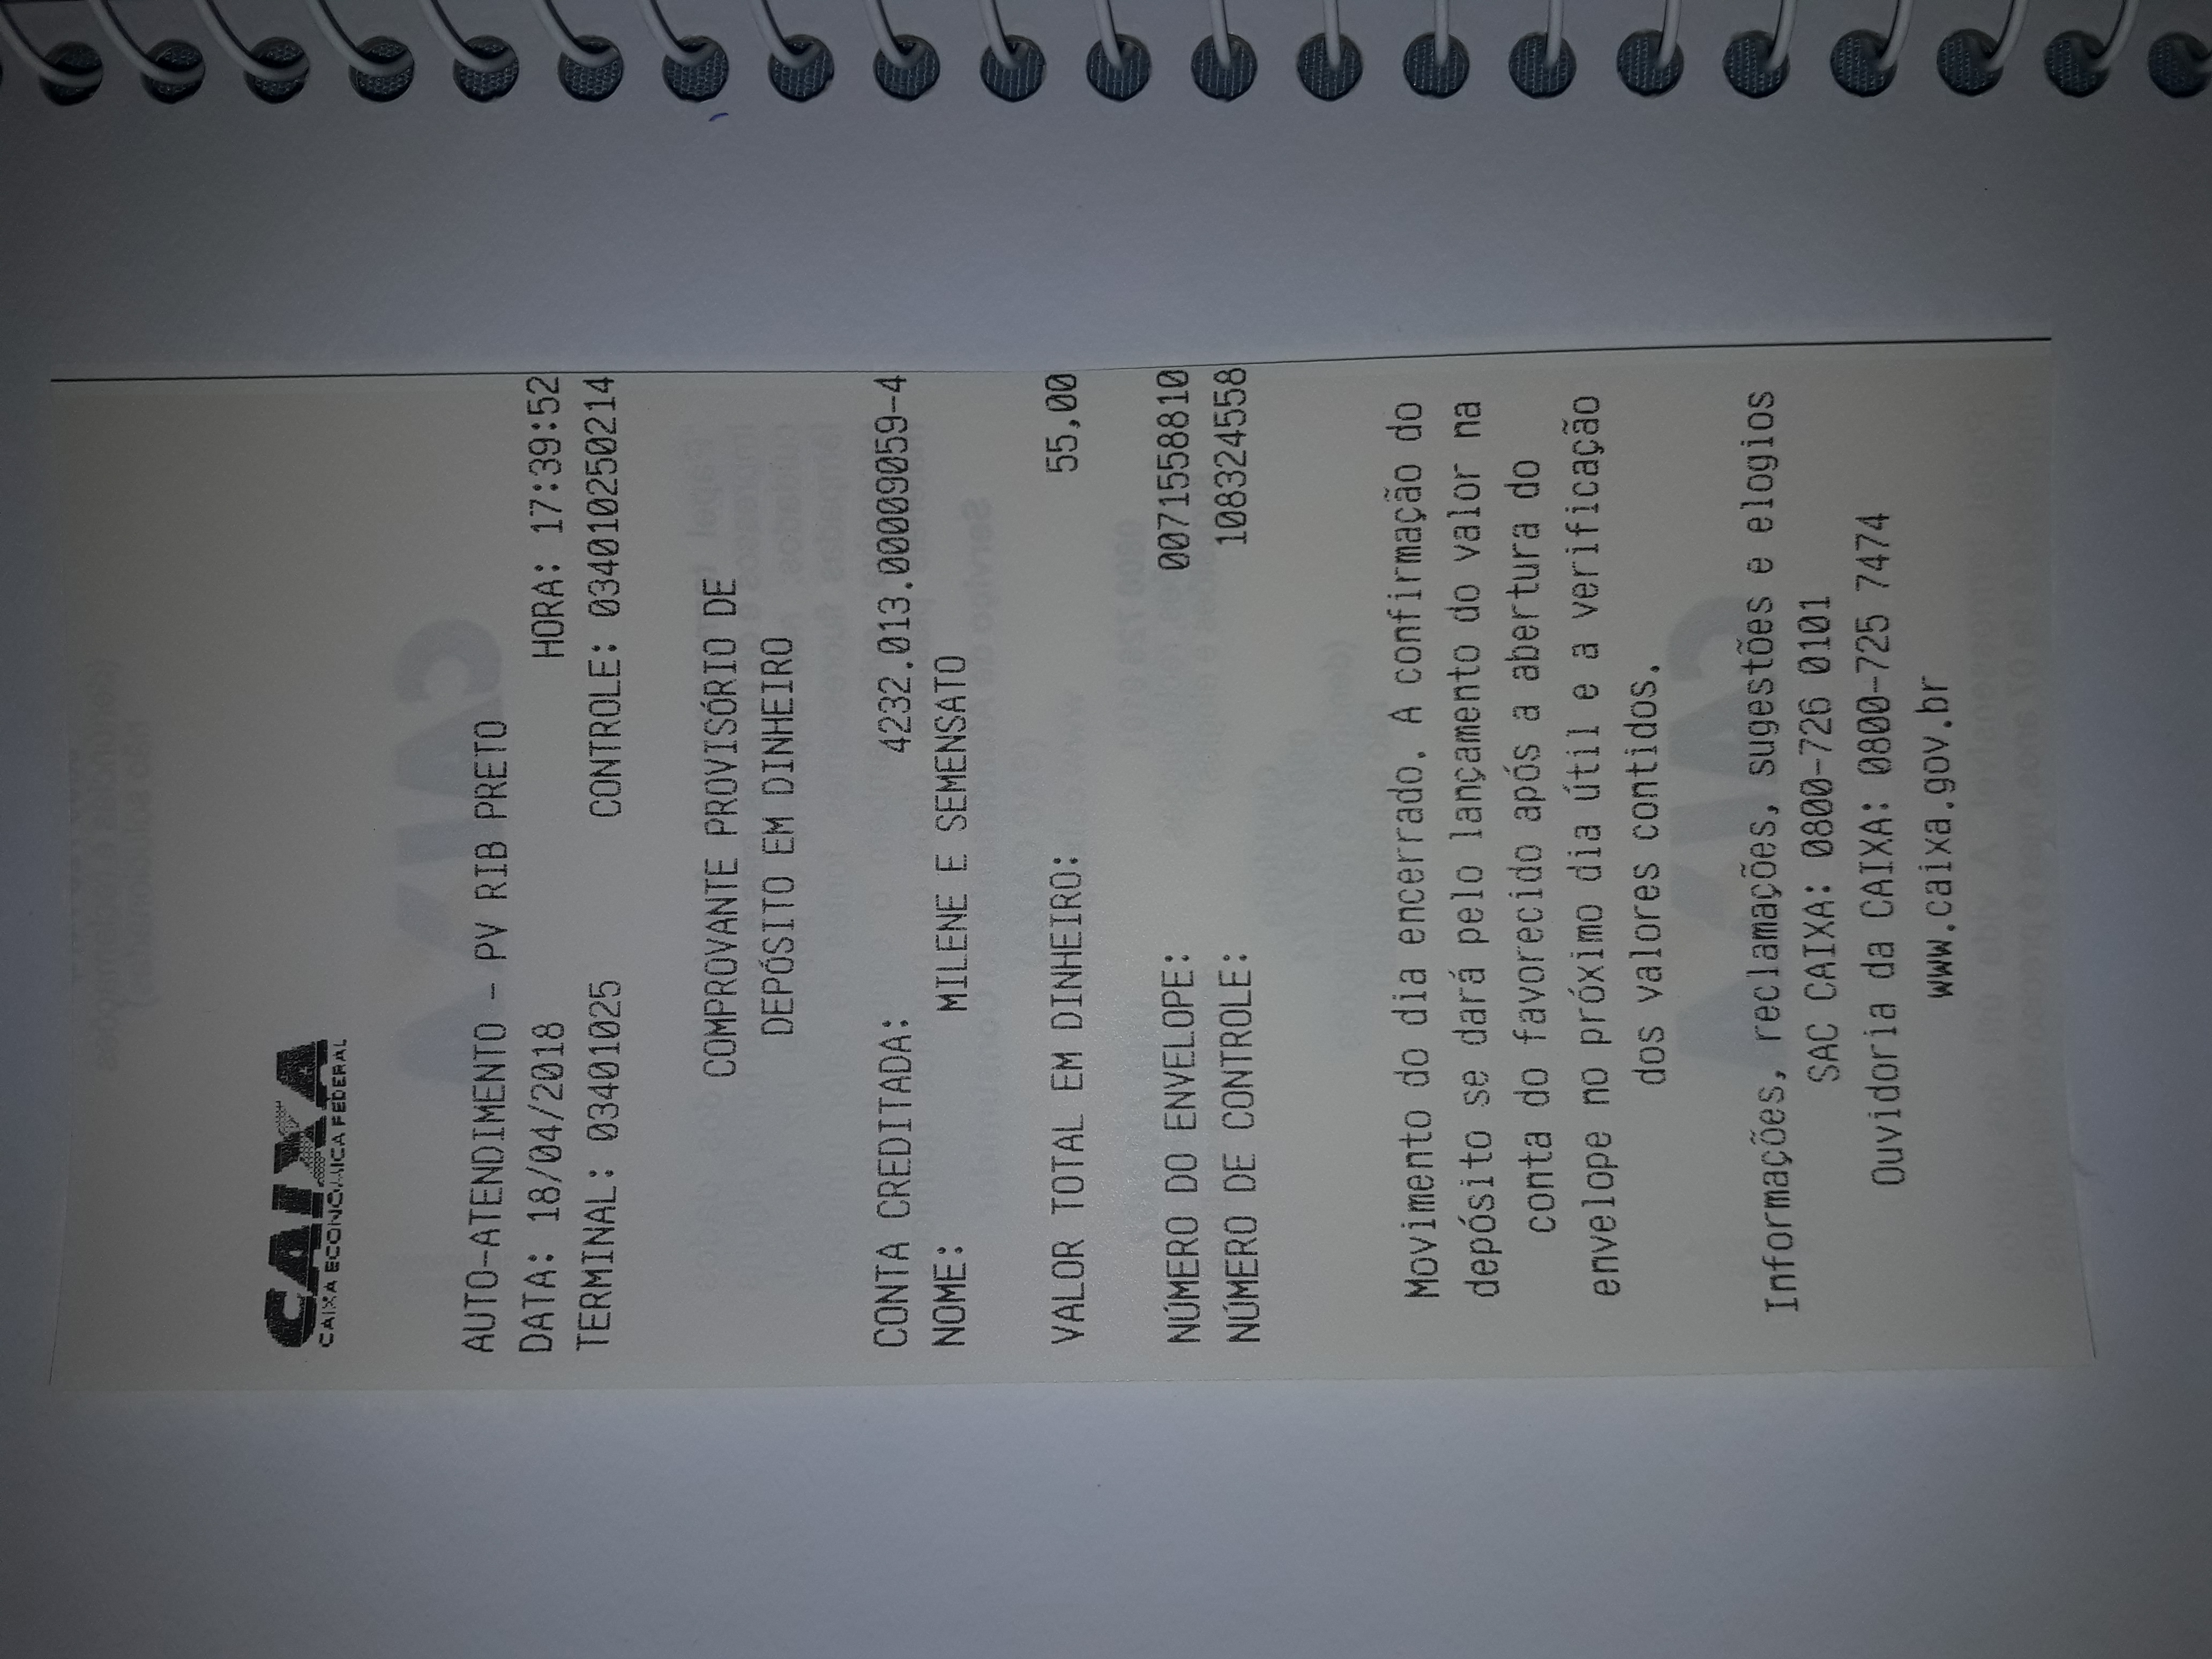 CAIXA
CAIXA ECONÔMICA FEDERAL
AUTO-ATENDIMENTO - PV RIB PRETO
DATA: 18/04/2018 HORA: 17:39:52
TERMINAL: 03401025 CONTROLE: 034010250214
COMPROVANTE PROVISÓRIO DE
DEPÓSITO EM DINHEIRO
CONTA CREDITADA: 4232.013.00009059-4
NOME: MILENE E SEMENSATO
VALOR TOTAL EM DINHEIRO: 55,00
NÚMERO DO ENVELOPE: 0071558810
NÚMERO DE CONTROLE: 108324558
Movimento do dia encerrado. A confirmação do
depósito se dará pelo lançamento do valor na
conta do favorecido após a abertura do
envelope no próximo dia útil e a verificação
dos valores contidos.
Informações, reclamações, sugestões e elogios
SAC CAIXA: 0800-726 0101
Ouvidoria da CAIXA: 0800-725 7474
www.caixa.gov.br